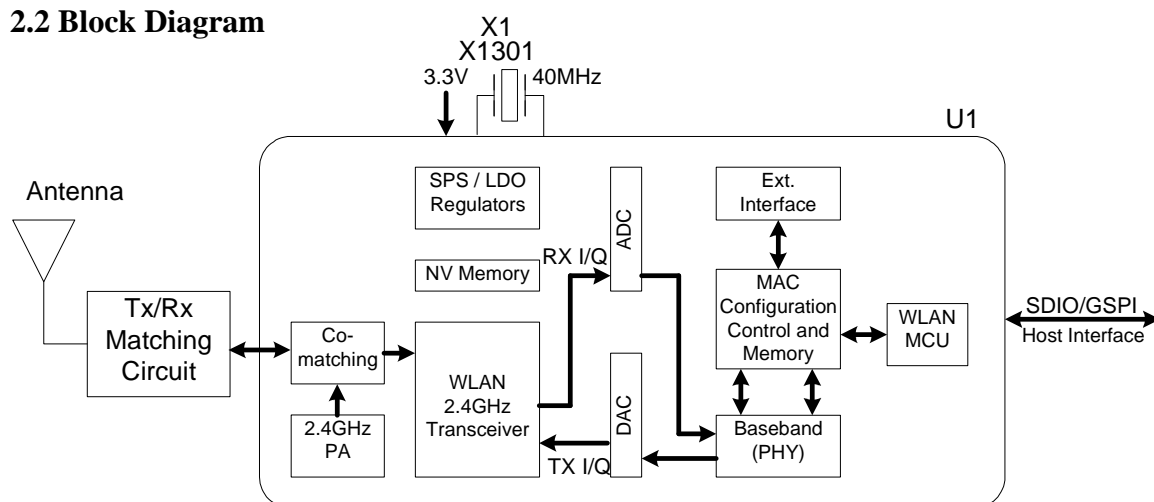 2.2 Block Diagram
X1
X1301
3.3V
40MHz
U1
Antenna
SPS / LDO
Regulators
ADC
Ext.
Interface
RX I/Q
NV Memory
Tx/Rx
Matching
Circuit
Co-
matching
WLAN
2.4GHz
Transceiver
MAC
Configuration
Control and
Memory
WLAN
MCU
SDIO/GSPI
Host Interface
DAC
2.4GHz
PA
TX I/Q
Baseband
(PHY)